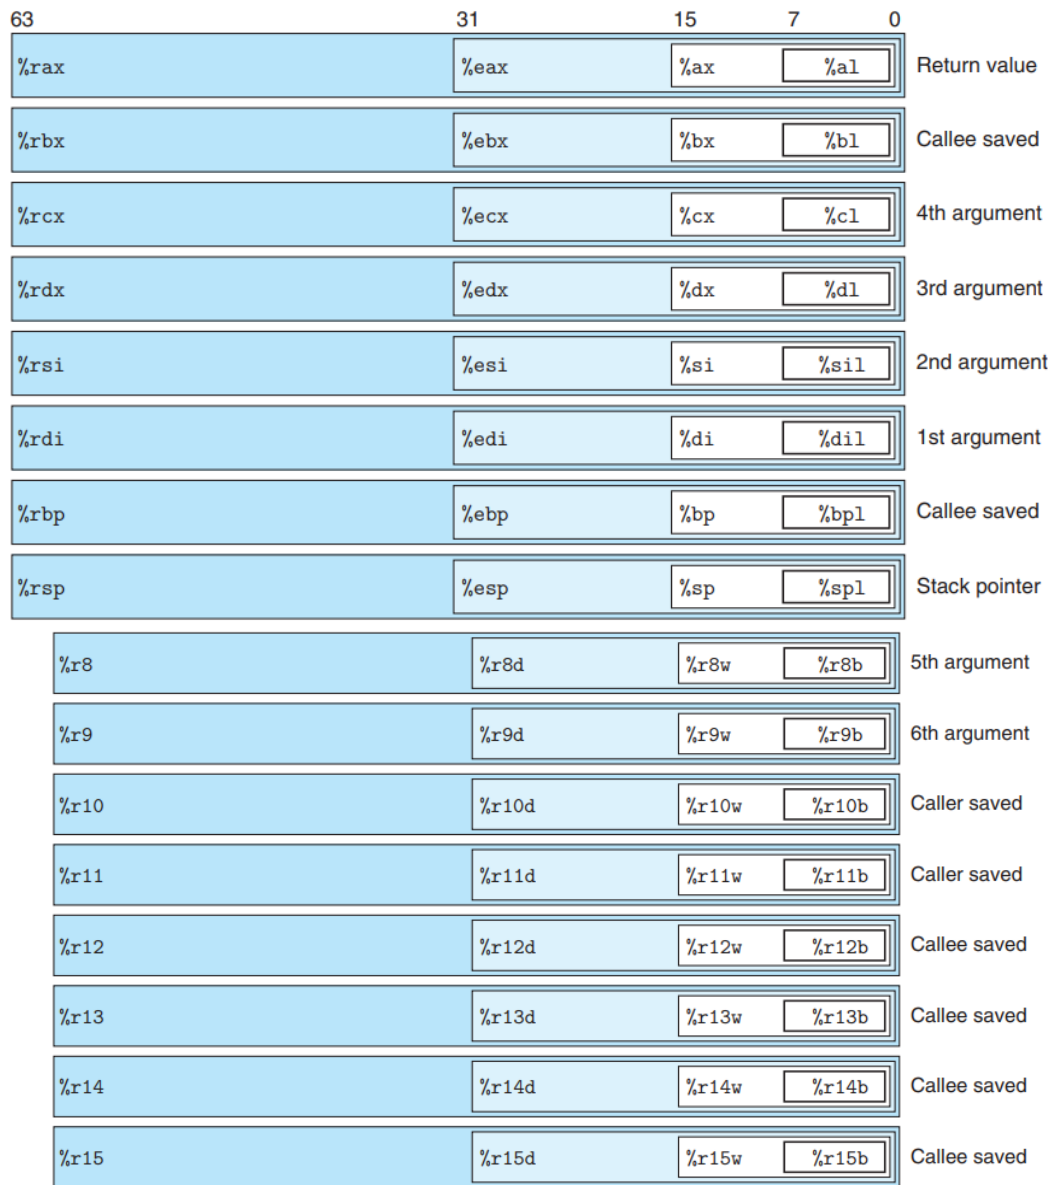 63 31 15 7 0
%rax %eax %ax %al Return value
%rbx %ebx %bx %bl Callee saved
%rcx %ecx %cx %cl 4th argument
%rdx %edx %dx %dl 3rd argument
%rsi %esi %si %sil 2nd argument
%rdi %edi %di %dil 1st argument
%rbp %ebp %bp %bpl Callee saved
%rsp %esp %sp %spl Stack pointer
%r8 %r8d %r8w %r8b 5th argument
%r9 %r9d %r9w %r9b 6th argument
%r10 %r10d %r10w %r10b Caller saved
%r11 %r11d %r11w %r11b Caller saved
%r12 %r12d %r12w %r12b Callee saved
%r13 %r13d %r13w %r13b Callee saved
%r14 %r14d %r14w %r14b Callee saved
%r15 %r15d %r15w %r15b Callee saved